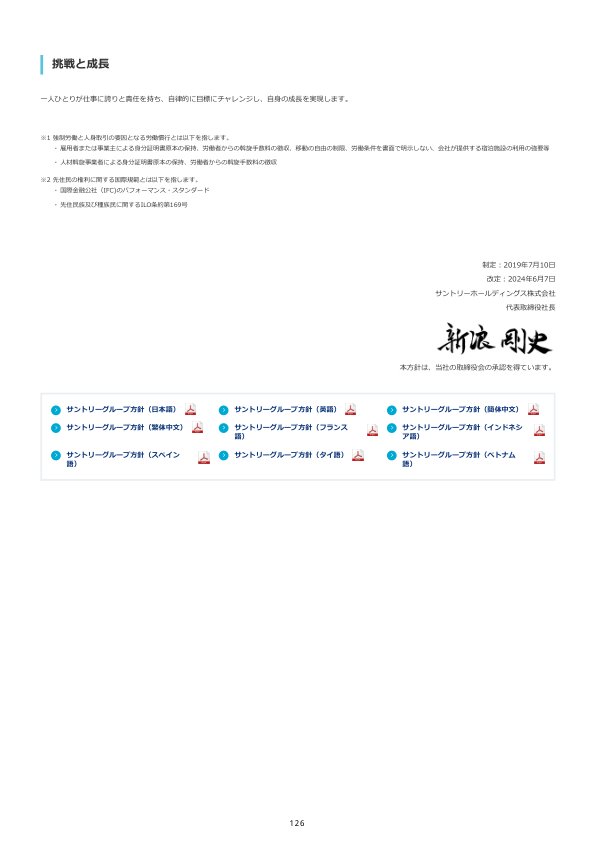 挑戦と成長
一人ひとりが仕事に誇りと責任を持ち、自律的に目標にチャレンジし、自身の成長を実現します。
※1 強制労働と人身取引の要因となる労働慣行とは以下を指します。
・ 雇用者または事業主による身分証明書原本の保持、労働者からの斡旋手数料の徴収、移動の自由の制限、労働条件を書面で明示しない、会社が提供する宿泊施設の利用の強要等
・ 人材斡旋事業者による身分証明書原本の保持、労働者からの斡旋手数料の徴収
※2 先住民の権利に関する国際規範とは以下を指します。
・ 国際金融公社（IFC)のパフォーマンス・スタンダード
・ 先住民族及び種族民に関するILO条約第169号
制定：2019年7月10日
改定：2024年6月7日
サントリーホールディングス株式会社
代表取締役社長
新浪 剛史
本方針は、当社の取締役会の承認を得ています。
サントリーグループ方針（日本語）
サントリーグループ方針（英語）
サントリーグループ方針（簡体中文）
サントリーグループ方針（繁体中文）
サントリーグループ方針（フランス
語）
サントリーグループ方針（インドネシ
ア語）
サントリーグループ方針（スペイン
語）
サントリーグループ方針（タイ語）
サントリーグループ方針（ベトナム
語）
126